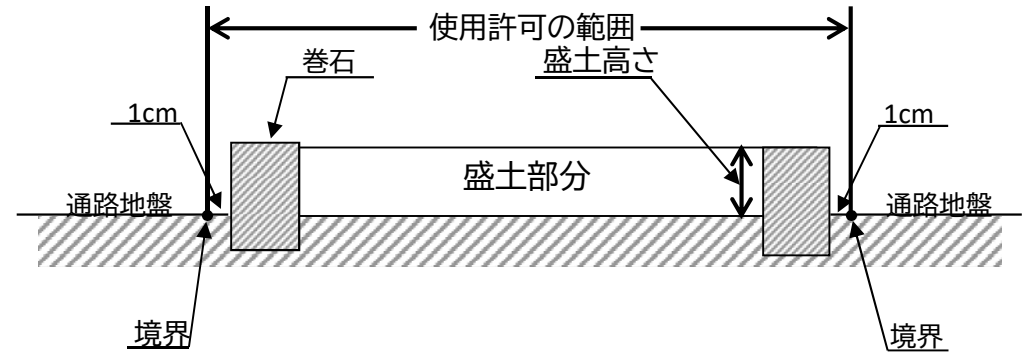 使用許可の範囲
巻石
盛土高さ
1cm
1cm
盛土部分
通路地盤
通路地盤
境界
境界